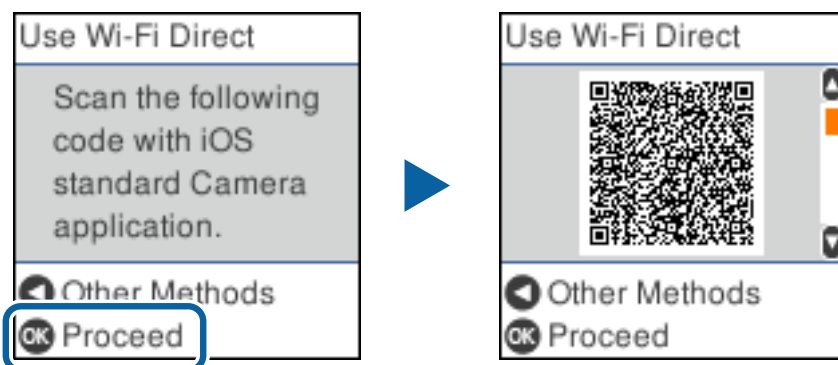 Use Wi-Fi Direct
Scan the following
code with iOS
standard Camera
application.
Other Methods
OK Proceed
Use Wi-Fi Direct
Other Methods
OK Proceed